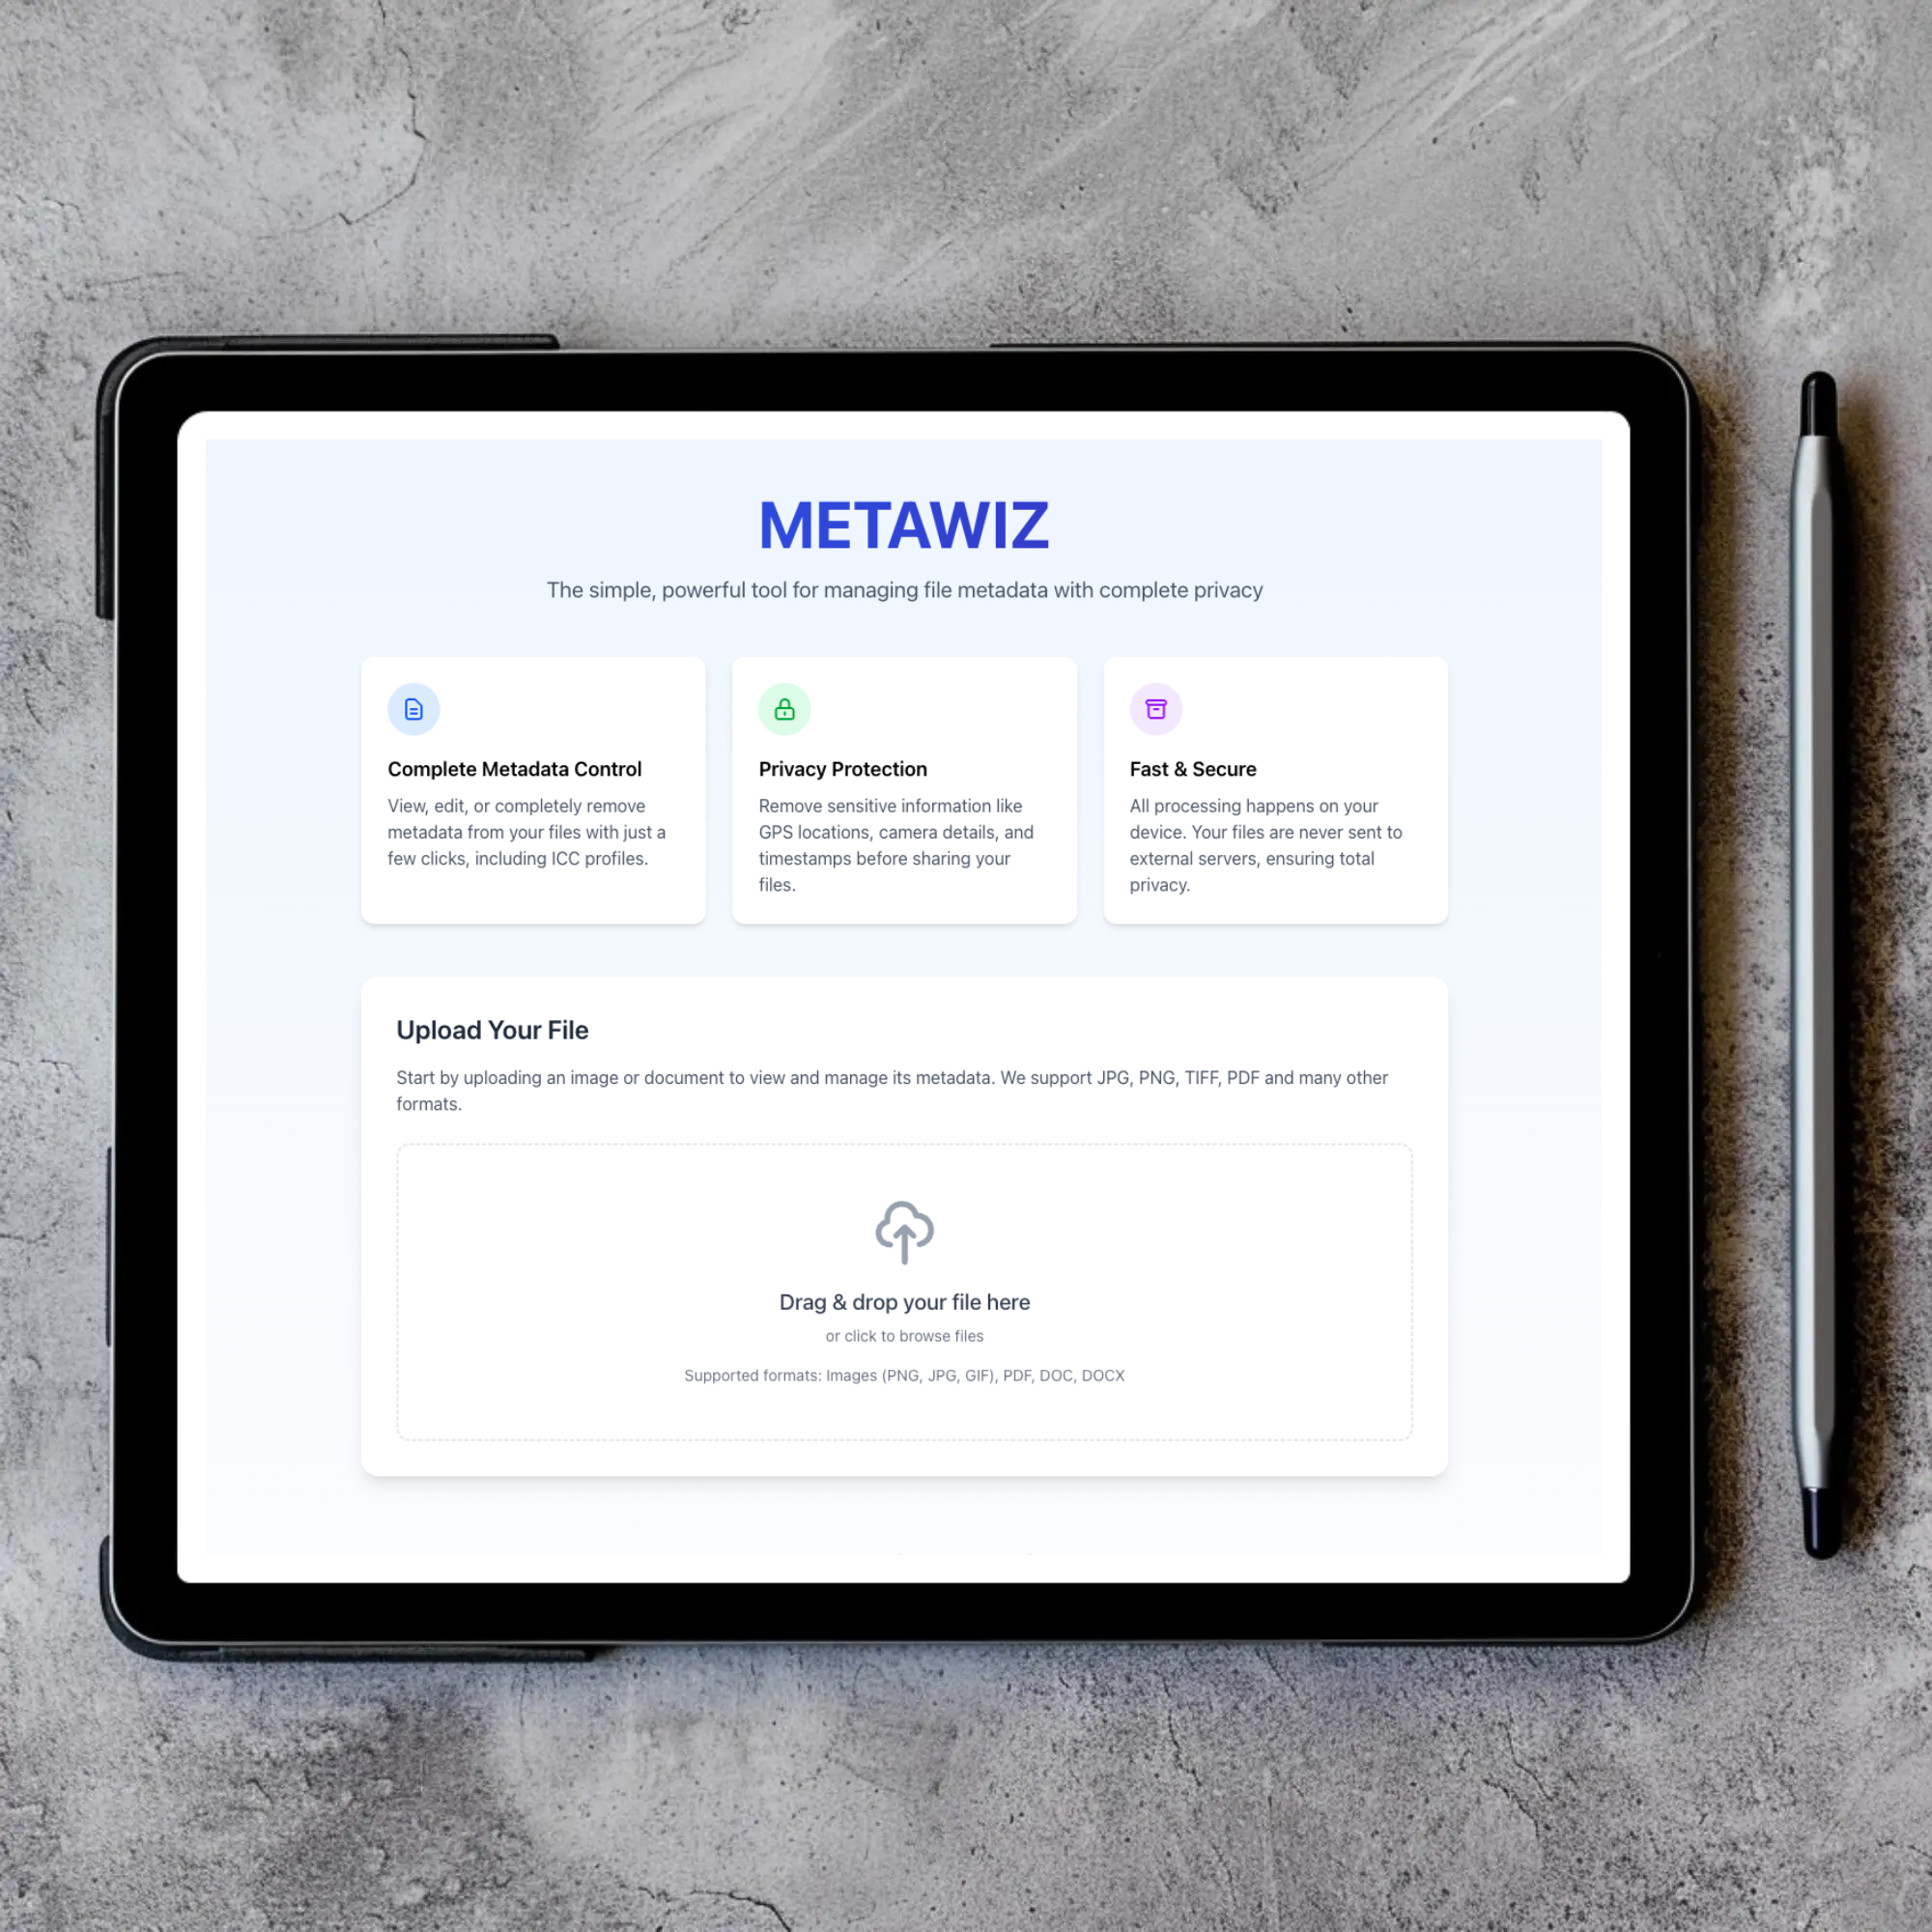 METAWIZ
The simple, powerful tool for managing file metadata with complete privacy
Complete Metadata Control
View, edit, or completely remove
metadata from your files with just a
few clicks, including ICC profiles.
Privacy Protection
Remove sensitive information like
GPS locations, camera details, and
timestamps before sharing your
files.
Fast & Secure
All processing happens on your
device. Your files are never sent to
external servers, ensuring total
privacy.
Upload Your File
Start by uploading an image or document to view and manage its metadata. We support JPG, PNG, TIFF, PDF and many other
formats.
Drag & drop your file here
or click to browse files
Supported formats: Images (PNG, JPG, GIF), PDF, DOC, DOCX